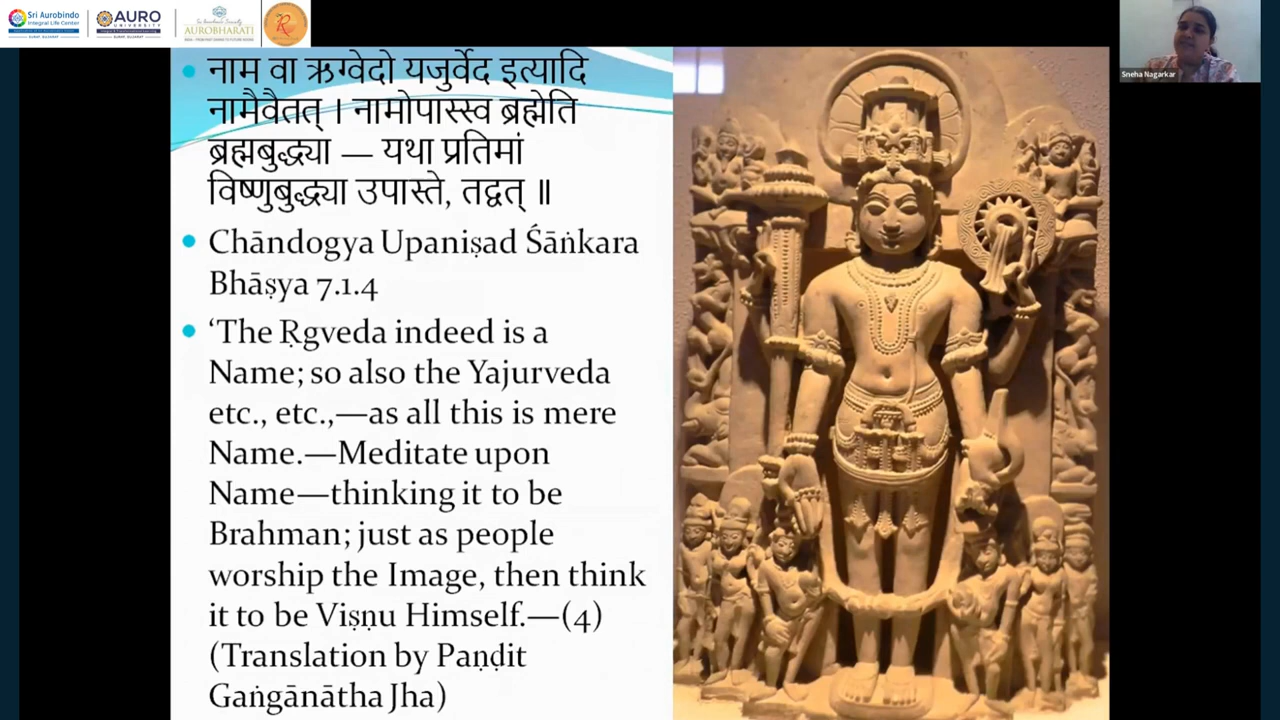 Sri Aurobindo
Integral Life Center
AURO
UNIVERSITY
AUROBHARATI
Sneha Nagarkar
नाम वा ऋग्वेदो यजुर्वेद इत्यादि
नामैवैतत् । नामोपास्स्व ब्रह्मेति
ब्रह्मबुद्ध्या — यथा प्रतिमां
विष्णुबुद्ध्या उपास्ते, तद्वत् ॥
Chāndogya Upaniṣad Śāṅkara
Bhāṣya 7.1.4
‘The Ṛgveda indeed is a
Name; so also the Yajurveda
etc., etc.,—as all this is mere
Name.—Meditate upon
Name—thinking it to be
Brahman; just as people
worship the Image, then think
it to be Viṣṇu Himself.—(4)
(Translation by Paṇḍit
Gaṅgānātha Jha)